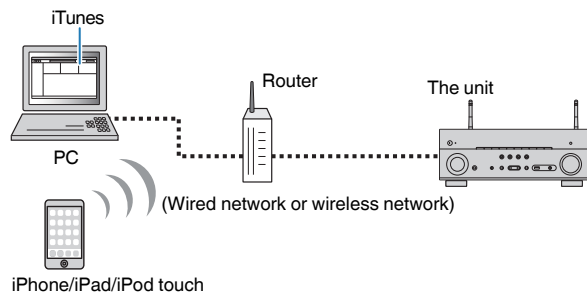 iTunes
Router
The unit
PC
(Wired network or wireless network)
iPhone/iPad/iPod touch